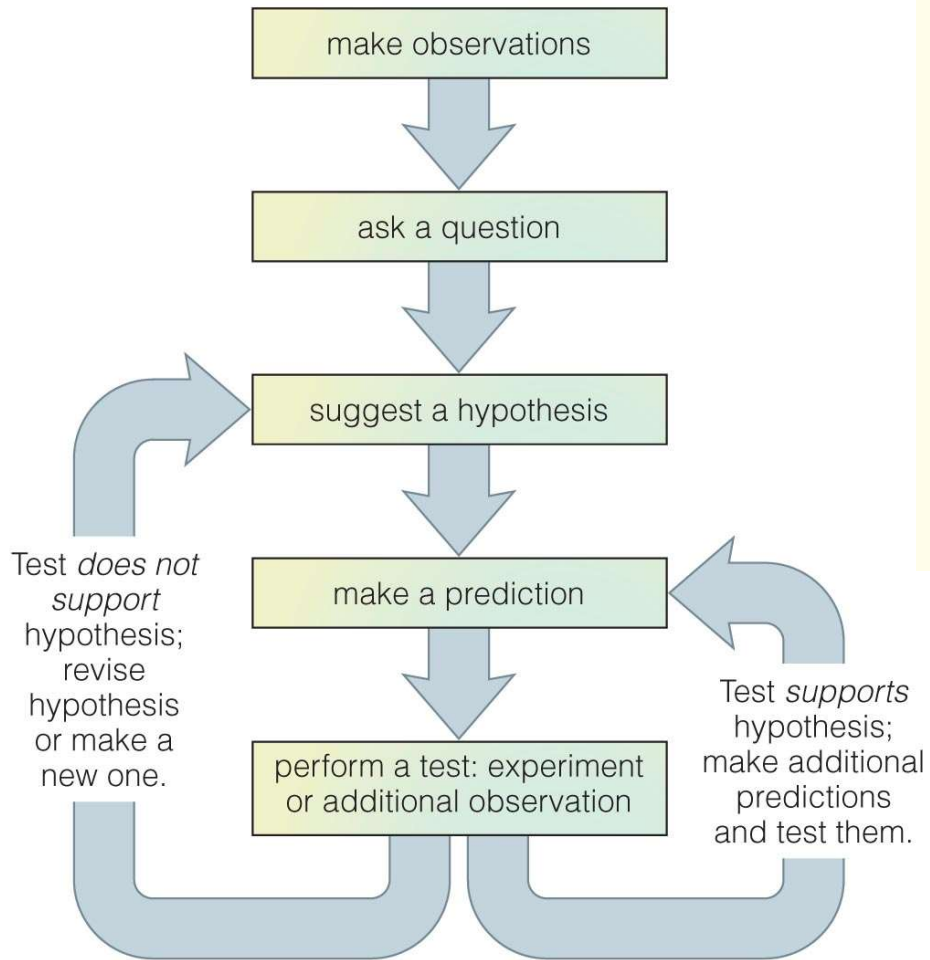 make observations
ask a question
suggest a hypothesis
make a prediction
Test does not
support
hypothesis;
revise
hypothesis
or make a
new one.
Test supports
hypothesis;
make additional
predictions
and test them.
perform a test: experiment
or additional observation